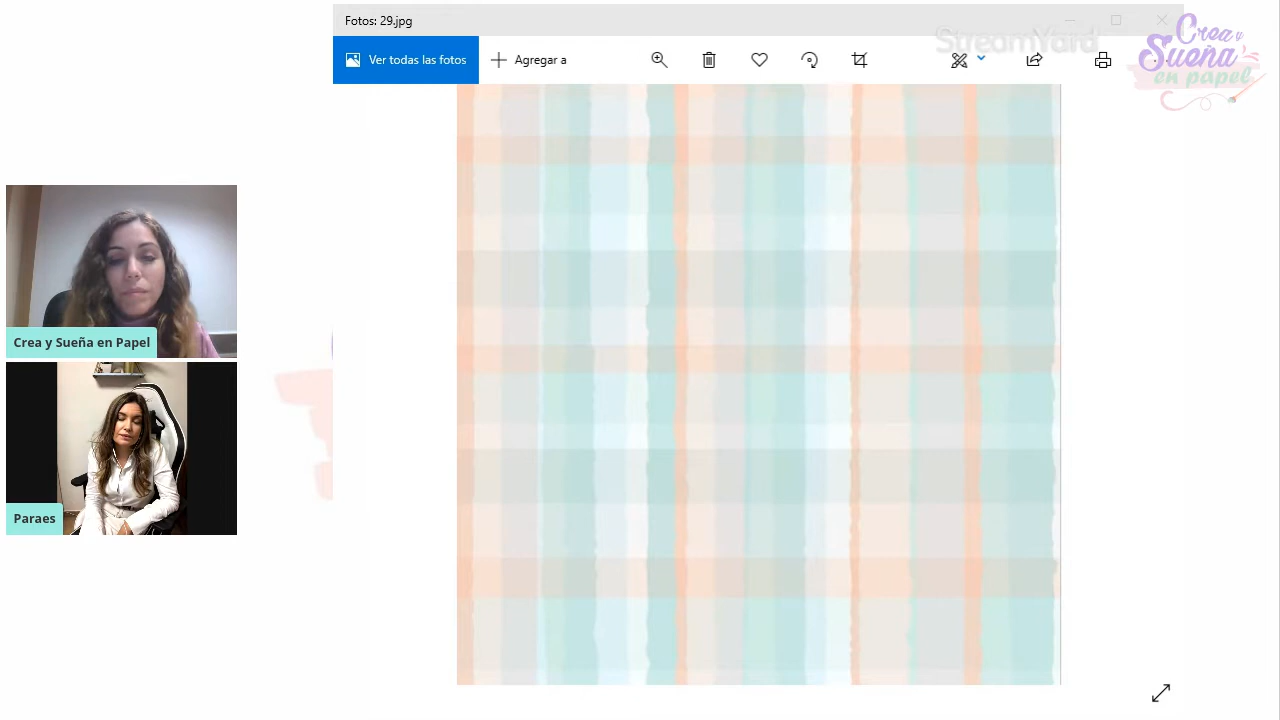 Fotos: 29.jpg
StreamYard
Crea y
Sueña
en papel
Ver todas las fotos
Agregar a
Crea y Sueña en Papel
Paraes